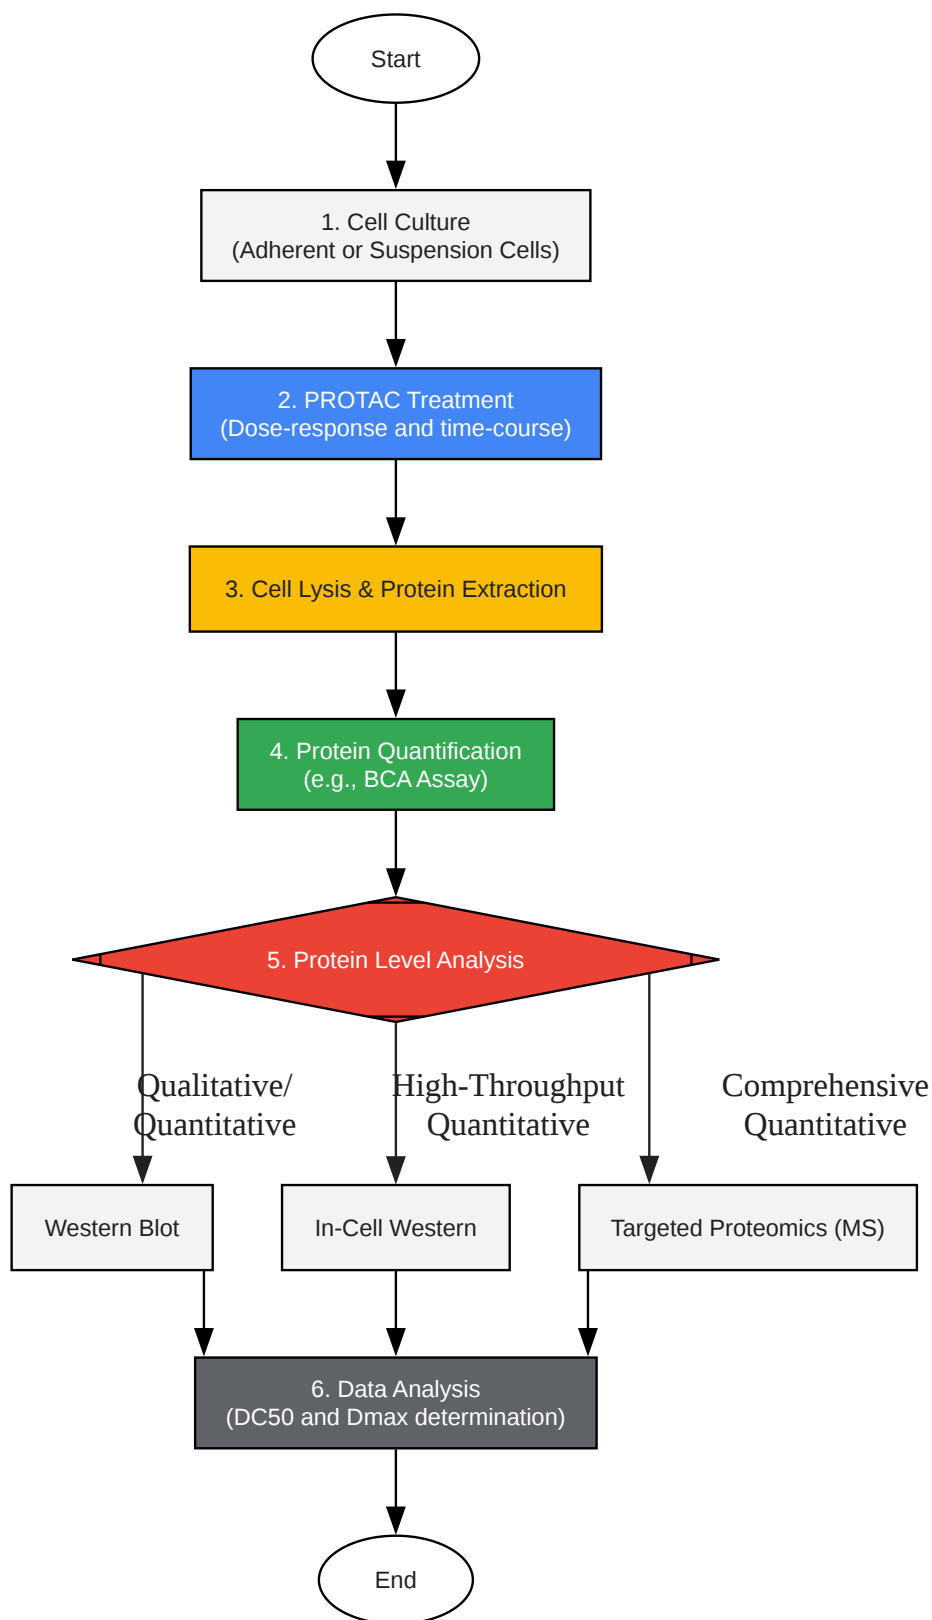 Start
1. Cell Culture
(Adherent or Suspension Cells)
2. PROTAC Treatment
(Dose-response and time-course)
3. Cell Lysis & Protein Extraction
4. Protein Quantification
(e.g., BCA Assay)
5. Protein Level Analysis
Qualitative/
Quantitative
High-Throughput
Quantitative
Comprehensive
Quantitative
Western Blot
In-Cell Western
Targeted Proteomics (MS)
6. Data Analysis
(DC50 and Dmax determination)
End